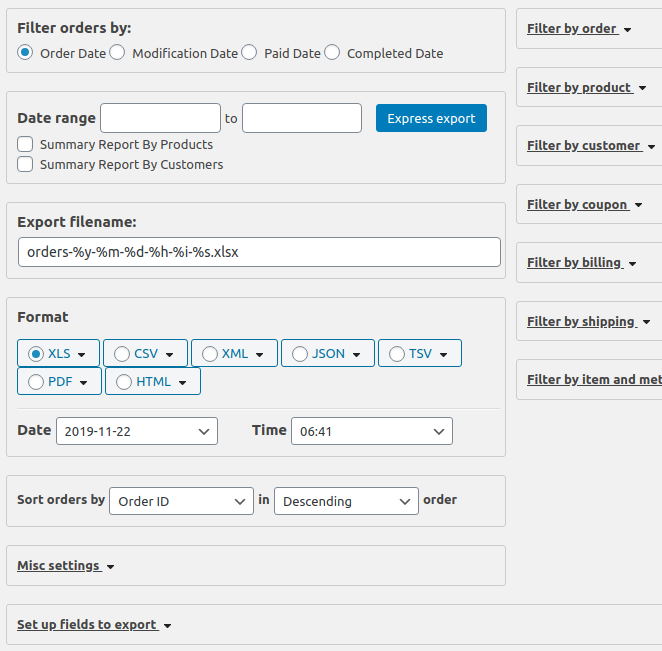 Filter orders by:
Order Date Modification Date Paid Date Completed Date
Date range to Express export
Summary Report By Products
Summary Report By Customers
Export filename:
orders-%y-%m-%d-%h-%i-%s.xlsx
Format
XLS CSV XML JSON TSV
PDF HTML
Date 2019-11-22 Time 06:41
Sort orders by Order ID in Descending order
Misc settings
Set up fields to export
Filter by order
Filter by product
Filter by customer
Filter by coupon
Filter by billing
Filter by shipping
Filter by item and met